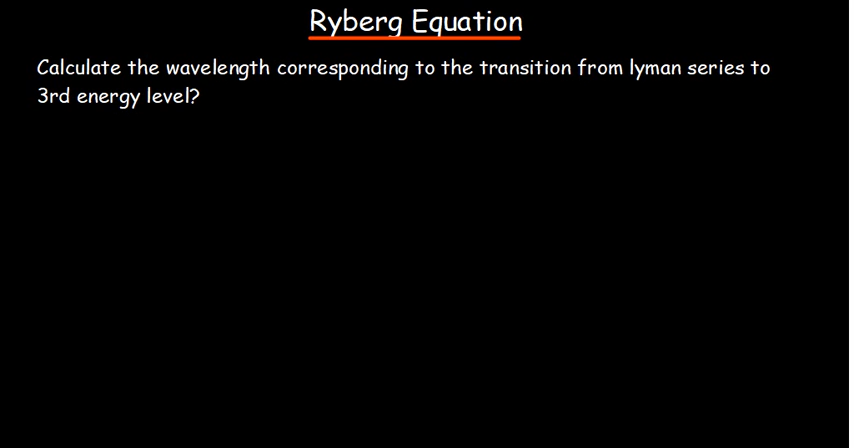 Ryberg Equation
Calculate the wavelength corresponding to the transition from lyman series to
3rd energy level?